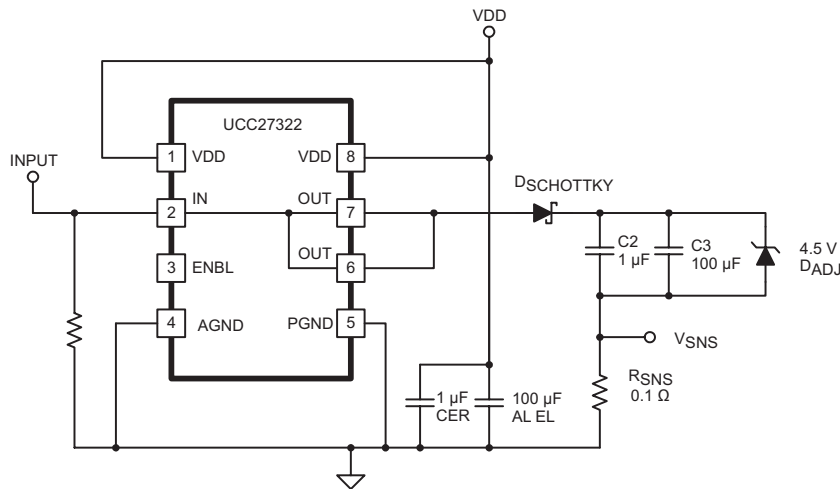 VDD
UCC27322
INPUT
1 VDD VDD 8
IN OUT
2 7
DSCHOTTKY
OUT
3 ENBL 6
C2
1 µF
C3
100 µF
4.5 V
DADJ
4 AGND PGND 5
VSNS
1 µF
CER
100 µF
AL EL
RSNS
0.1 Ω